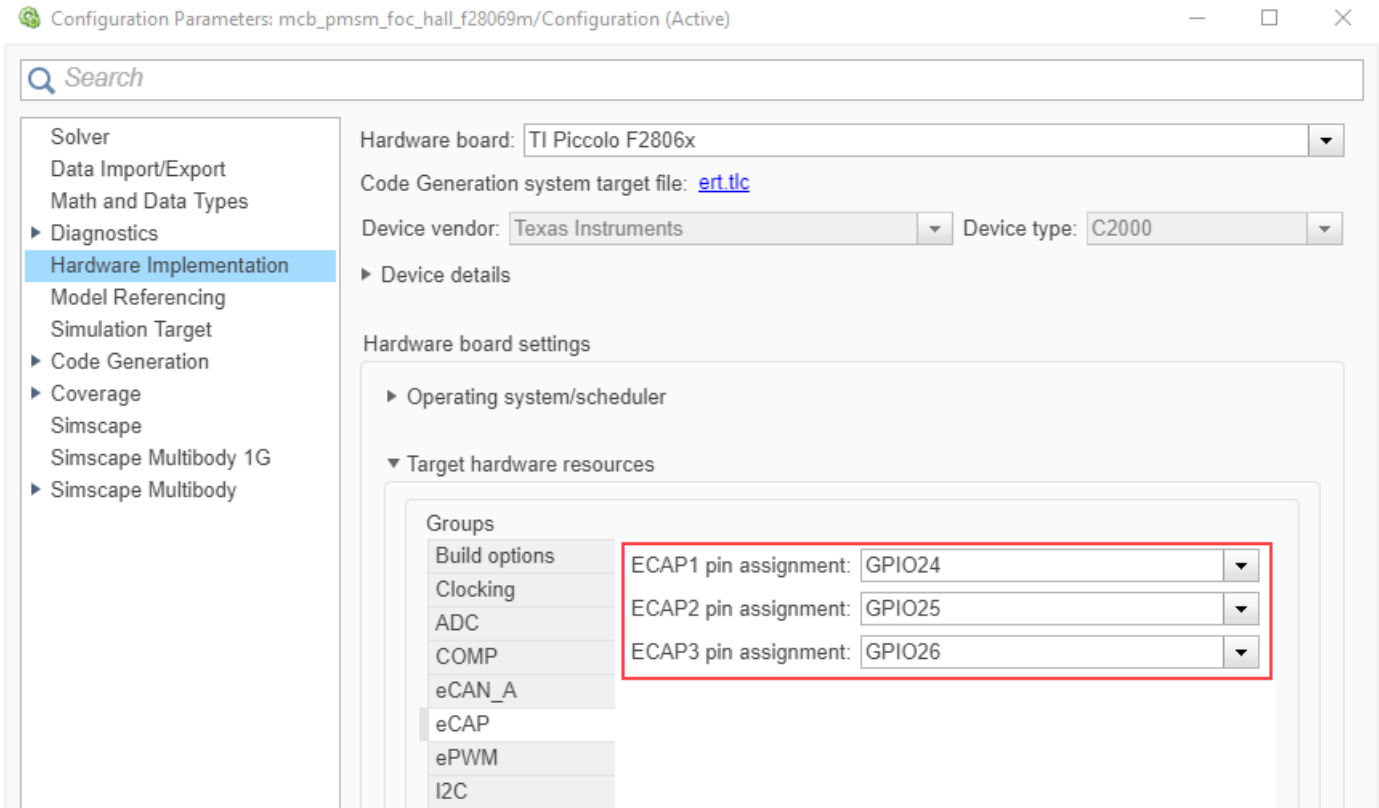 Configuration Parameters: mcb_pmsm_foc_hall_f28069m/Configuration (Active)
Search
Solver
Data Import/Export
Math and Data Types
Diagnostics
Hardware Implementation
Model Referencing
Simulation Target
Code Generation
Coverage
Simscape
Simscape Multibody 1G
Simscape Multibody
Hardware board: TI Piccolo F2806x
Code Generation system target file: ert.tlc
Device vendor: Texas Instruments Device type: C2000
Device details
Hardware board settings
Operating system/scheduler
Target hardware resources
Groups
Build options
Clocking
ADC
COMP
eCAN_A
eCAP
ePWM
I2C
ECAP1 pin assignment: GPIO24
ECAP2 pin assignment: GPIO25
ECAP3 pin assignment: GPIO26